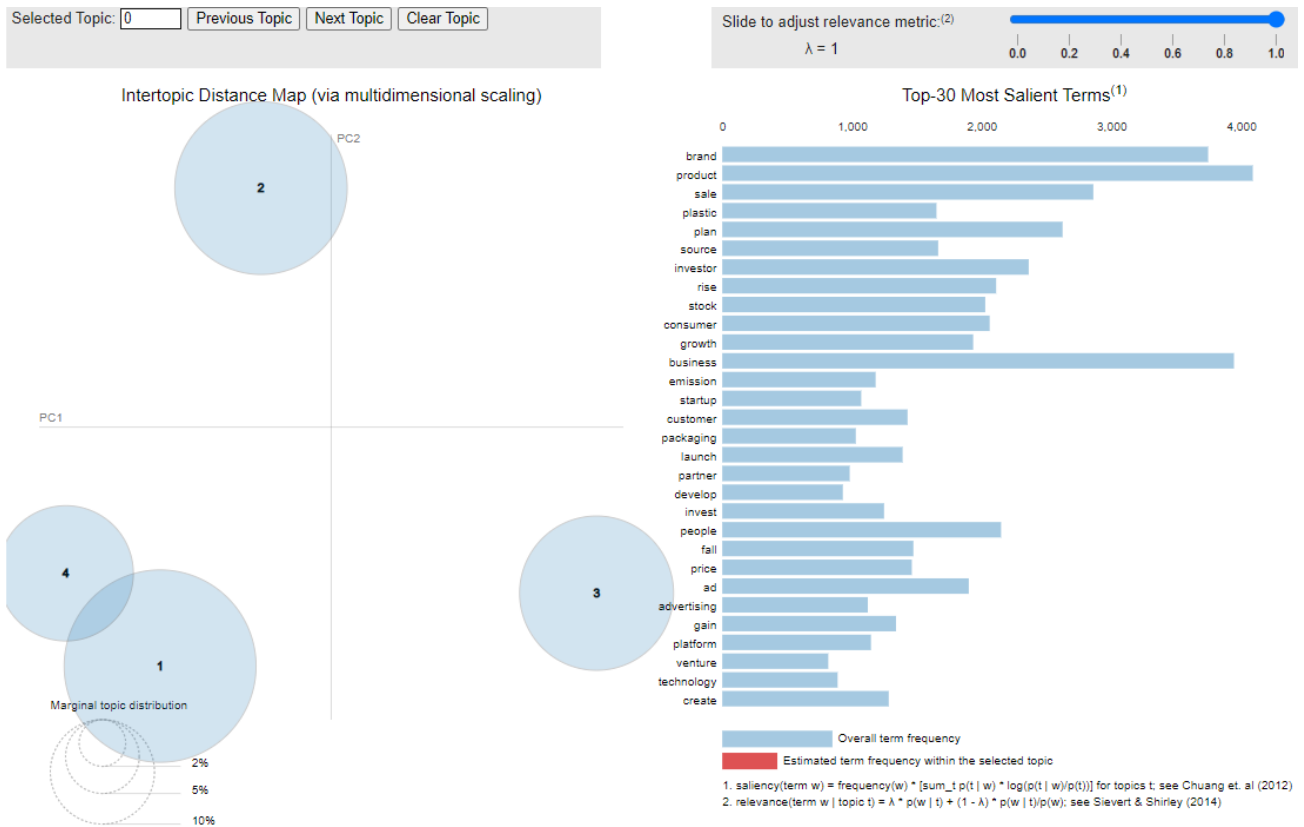 Selected Topic: 0 Previous Topic Next Topic Clear Topic
Slide to adjust relevance metric:(2)
λ = 1
0.0 0.2 0.4 0.6 0.8 1.0
Intertopic Distance Map (via multidimensional scaling)
PC2
PC1
2
4
3
1
Marginal topic distribution
2%
5%
10%
Top-30 Most Salient Terms(1)
0 1,000 2,000 3,000 4,000
brand
product
sale
plastic
plan
source
investor
rise
stock
consumer
growth
business
emission
startup
customer
packaging
launch
partner
develop
invest
people
fall
price
ad
advertising
gain
platform
venture
technology
create
Overall term frequency
Estimated term frequency within the selected topic
1. saliency(term w) = frequency(w) * [sum_t p(t | w) * log(p(t | w)/p(t))] for topics t; see Chuang et. al (2012)
2. relevance(term w | topic t) = λ * p(w | t) + (1 - λ) * p(w | t)/p(w); see Sievert & Shirley (2014)